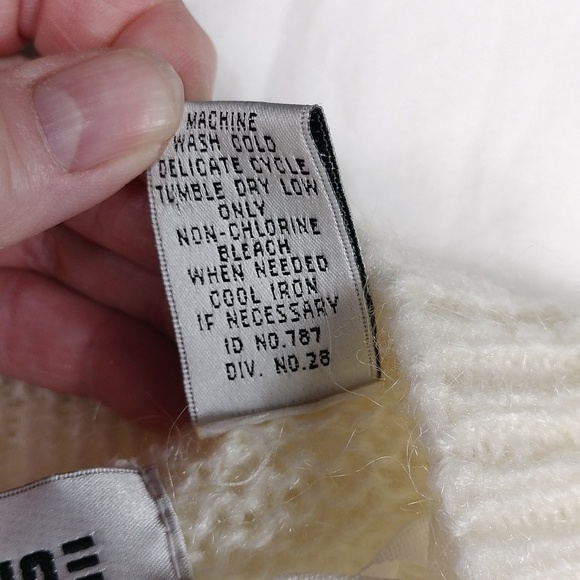 MACHINE
WASH COLD
DELICATE CYCLE
TUMBLE DRY LOW
ONLY
NON-CHLORINE
BLEACH
WHEN NEEDED
COOL IRON
IF NECESSARY
ID NO.787
DIV. NO.28